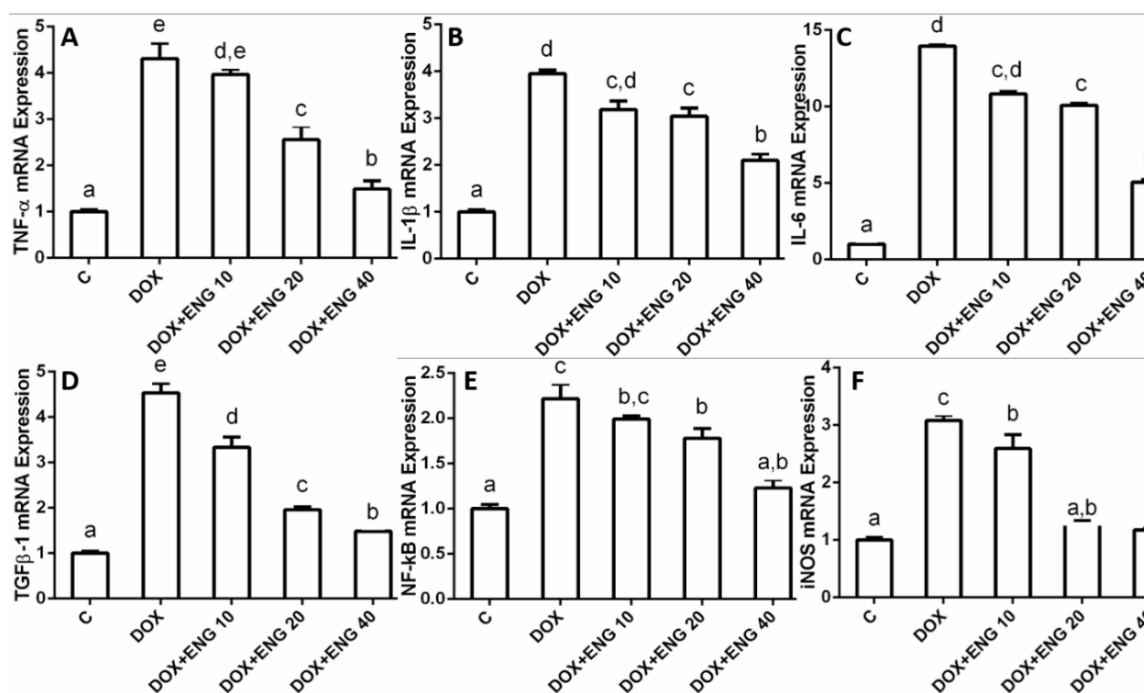 A
TNF-α mRNA Expression
5
4
3
2
1
0
a
e
d,e
c
b
C
DOX
DOX+ENG 10
DOX+ENG 20
DOX+ENG 40
B
IL-1β mRNA Expression
5
4
3
2
1
0
a
d
c,d
c
b
C
DOX
DOX+ENG 10
DOX+ENG 20
DOX+ENG 40
C
IL-6 mRNA Expression
15
10
5
0
a
d
c,d
c
C
DOX
DOX+ENG 10
DOX+ENG 20
DOX+ENG 40
D
TGFβ-1 mRNA Expression
5
4
3
2
1
0
a
e
d
c
b
C
DOX
DOX+ENG 10
DOX+ENG 20
DOX+ENG 40
E
NF-kB mRNA Expression
2.5
2.0
1.5
1.0
0.5
0.0
a
c
b,c
b
a,b
C
DOX
DOX+ENG 10
DOX+ENG 20
DOX+ENG 40
F
iNOS mRNA Expression
4
3
2
1
0
a
c
b
a,b
C
DOX
DOX+ENG 10
DOX+ENG 20
DOX+ENG 40